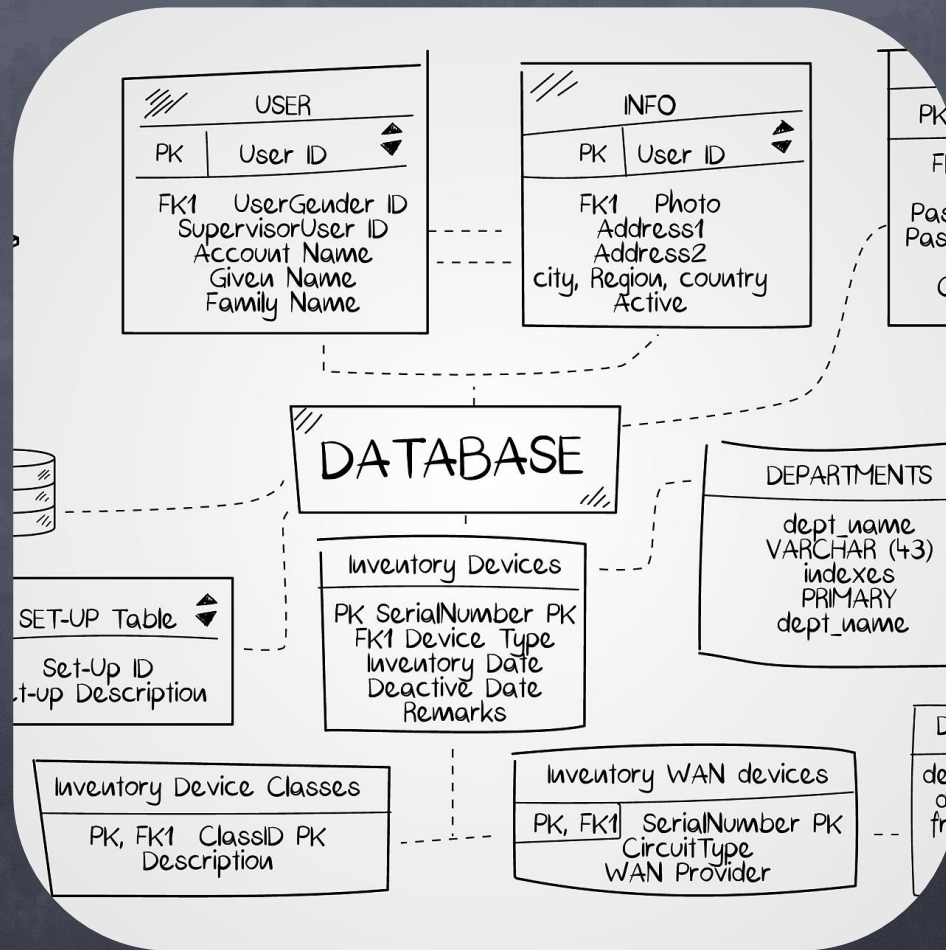 USER
PK User ID
FK1 UserGender ID
SupervisorUser ID
Account Name
Given Name
Family Name
INFO
PK User ID
FK1 Photo
Address1
Address2
city, Region, country
Active
PK
DATABASE
DEPARTMENTS
dept_name
VARCHAR (43)
indexes
PRIMARY
dept_name
SET-UP Table
Set-Up ID
et-up Description
Inventory Devices
PK SerialNumber PK
FK1 Device Type
Inventory Date
Deactive Date
Remarks
Inventory Device Classes
PK, FK1 ClassID PK
Description
Inventory WAN devices
PK, FK1 SerialNumber PK
CircuitType
WAN Provider